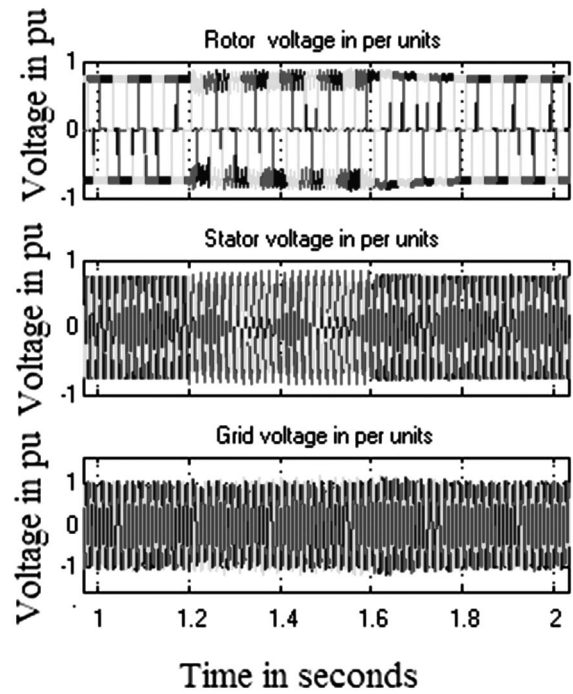 Rotor voltage in per units
Voltage in pu
1
0
-1
Stator voltage in per units
Voltage in pu
1
0
-1
Grid voltage in per units
Voltage in pu
1
0
-1
1 1.2 1.4 1.6 1.8 2
Time in seconds